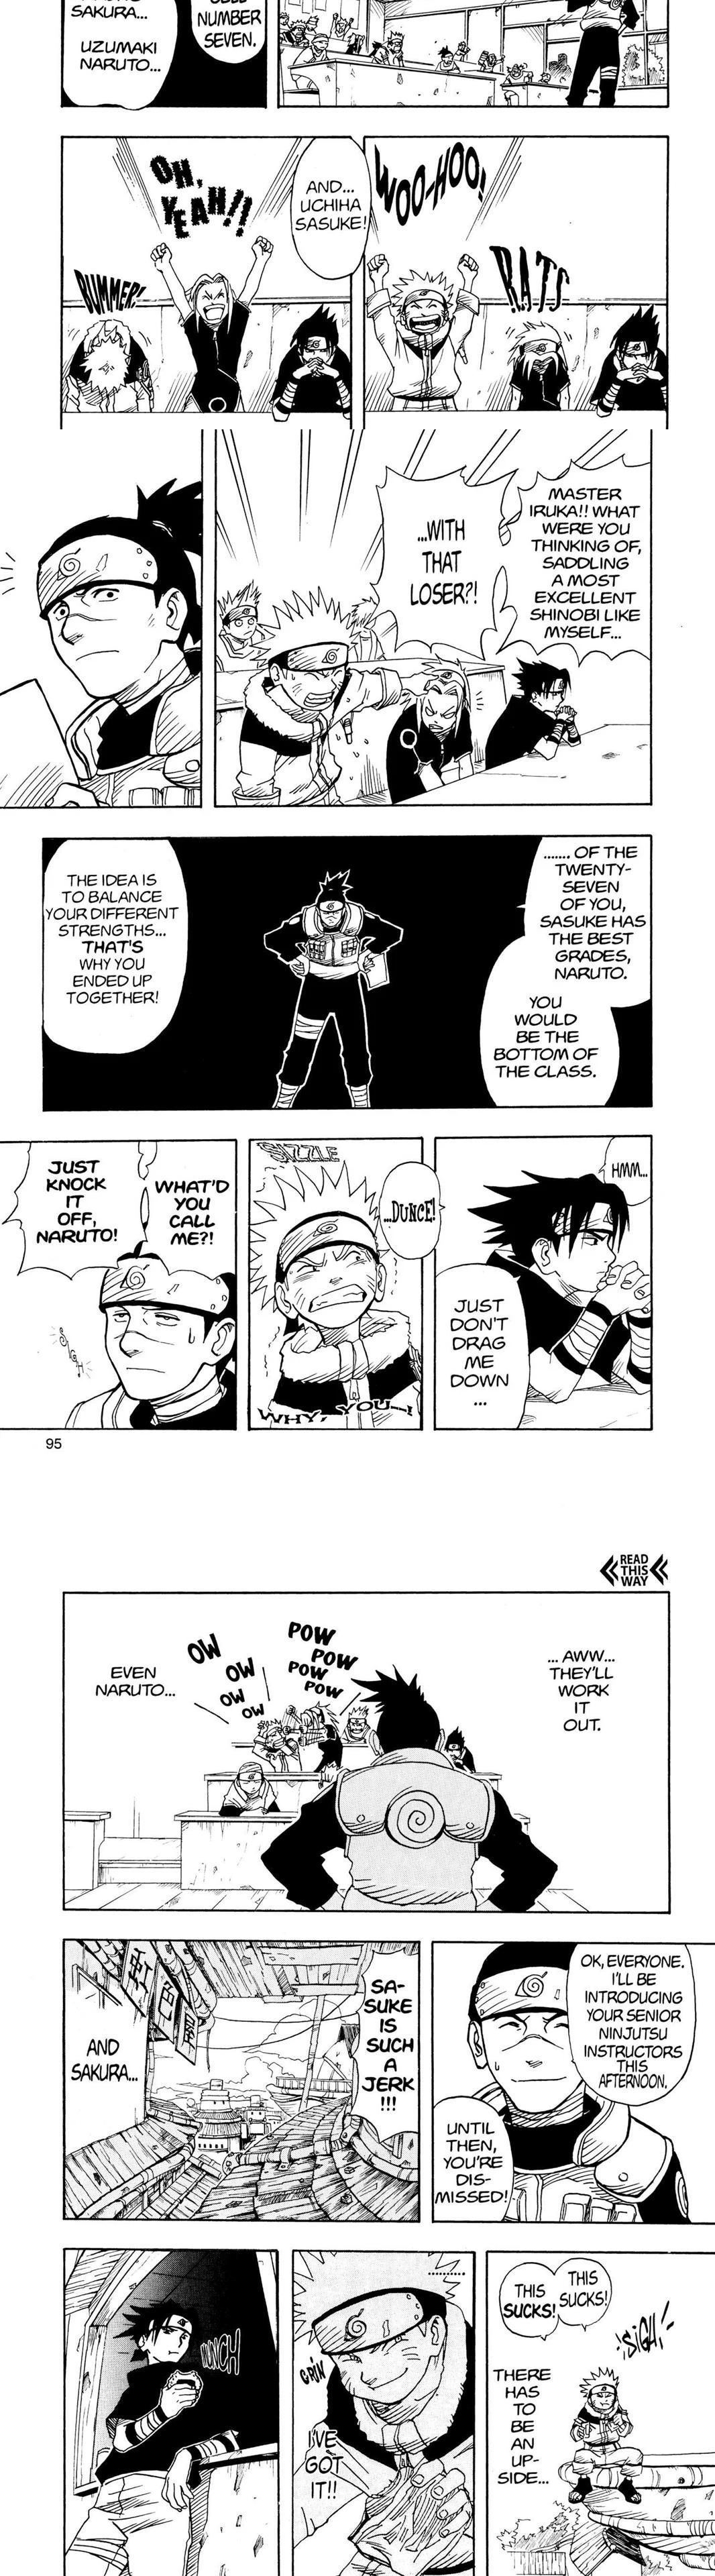 CELL
NUMBER
SEVEN.
SAKURA...
UZUMAKI
NARUTO...
WOO-HOO!
RATS
AND...
UCHIHA
SASUKE!
OH,
YEAH!!
BUMMER!
MASTER
IRUKA!! WHAT
WERE YOU
THINKING OF,
SADDLING
A MOST
EXCELLENT
SHINOBI LIKE
MYSELF...
...WITH
THAT
LOSER?!
....... OF THE
TWENTY-
SEVEN
OF YOU,
SASUKE HAS
THE BEST
GRADES,
NARUTO.
YOU
WOULD
BE THE
BOTTOM OF
THE CLASS.
THE IDEA IS
TO BALANCE
YOUR DIFFERENT
STRENGTHS...
THAT'S
WHY YOU
ENDED UP
TOGETHER!
HMM...
JUST
DON'T
DRAG
ME
DOWN
...
...DUNCE!
SIZZLE
WHY, YOU--!
WHAT'D
YOU
CALL
ME?!
JUST
KNOCK
IT
OFF,
NARUTO!
SIGH
95
READ
THIS
WAY
... AWW...
THEY'LL
WORK
IT
OUT.
POW
POW
POW
POW
OW
OW
OW
OW
EVEN
NARUTO...
OK, EVERYONE.
I'LL BE
INTRODUCING
YOUR SENIOR
NINJUTSU
INSTRUCTORS
THIS
AFTERNOON.
UNTIL
THEN,
YOU'RE
DIS-
MISSED!
SA-
SUKE
IS
SUCH
A
JERK
!!!
AND
SAKURA...
THIS
SUCKS!
THIS
SUCKS!
SIGH!
THERE
HAS
TO
BE
AN
UP-
SIDE...
..........
GRIN
I'VE
GOT
IT!!
MUNCH